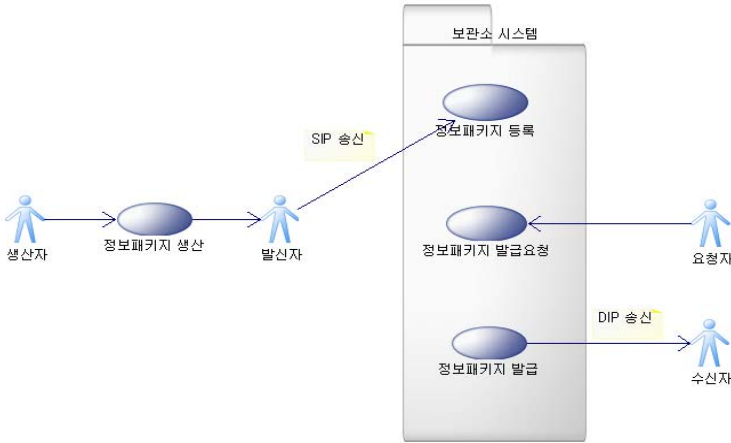 보관소 시스템
정보패키지 등록
SIP 송신
생산자
정보패키지 생산
발신자
정보패키지 발급요청
요청자
DIP 송신
정보패키지 발급
수신자